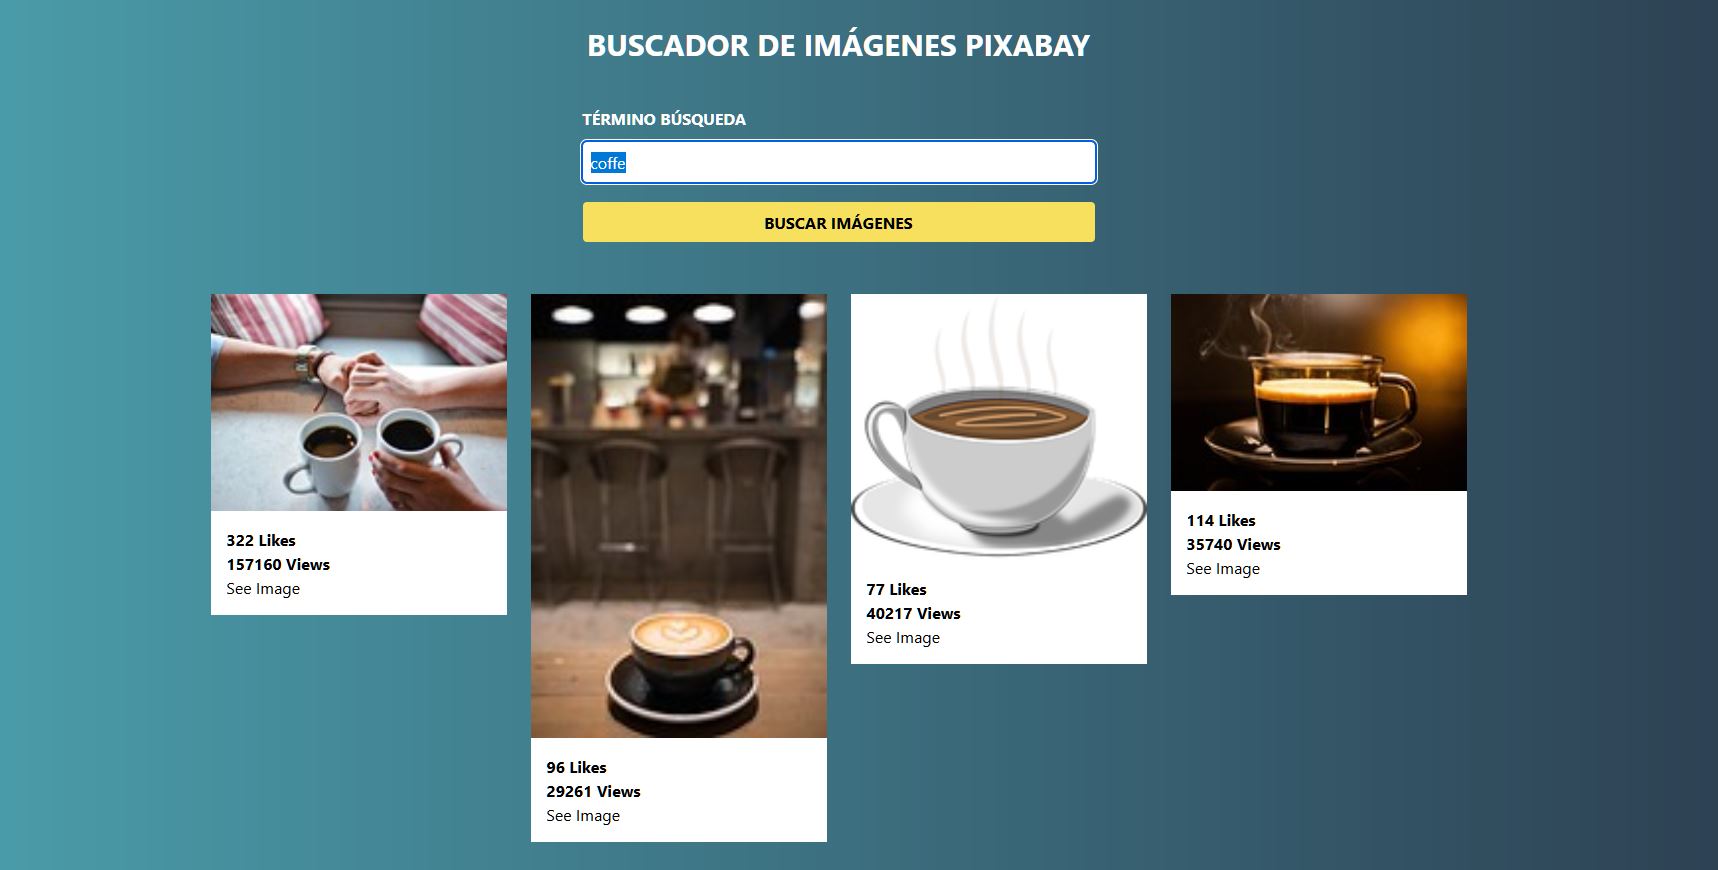 BUSCADOR DE IMÁGENES PIXABAY
TÉRMINO BÚSQUEDA
coffe
BUSCAR IMÁGENES
322 Likes
157160 Views
See Image
96 Likes
29261 Views
See Image
77 Likes
40217 Views
See Image
114 Likes
35740 Views
See Image